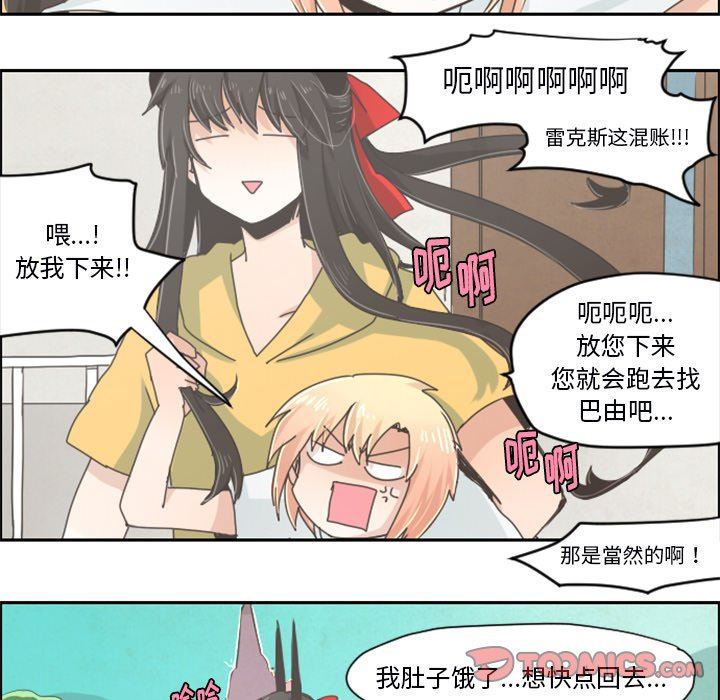 呃啊啊啊啊啊
雷克斯这混账!!!
喂...!
放我下来!!
呃啊
呃呃呃...
放您下来
您就会跑去找
巴由吧...
呃啊
那是當然的啊！
我肚子饿了...想快点回去...
TOOMICS.COM